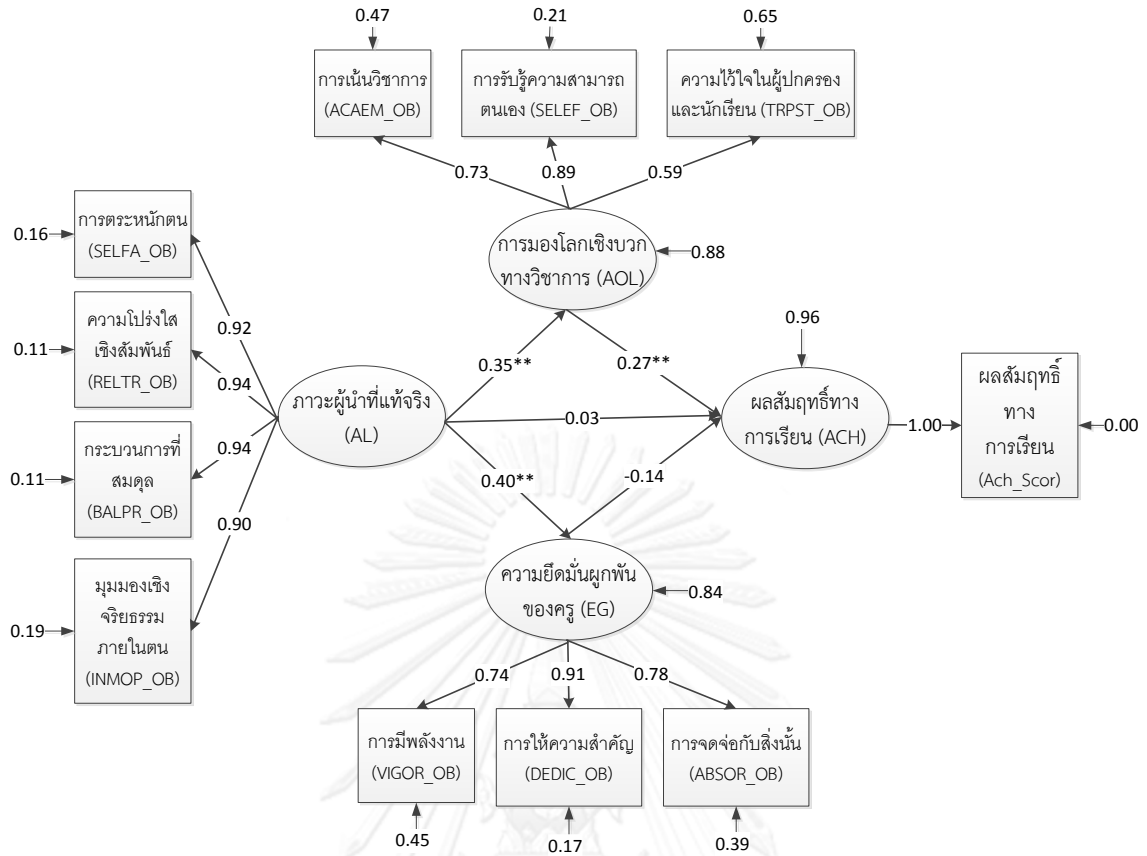 0.47
0.21
0.65
การเน้นวิชาการ
(ACAEM_OB)
การรับรู้ความสามารถ
ตนเอง (SELEF_OB)
ความไว้ใจในผู้ปกครอง
และนักเรียน (TRPST_OB)
0.73
0.89
0.59
การตระหนักตน
(SELFA_OB)
0.16
การมองโลกเชิงบวก
ทางวิชาการ (AOL)
0.88
ความโปร่งใส
เชิงสัมพันธ์
(RELTR_OB)
0.11
0.92
0.94
0.35**
0.27**
0.96
ภาวะผู้นำที่แท้จริง
(AL)
0.03
ผลสัมฤทธิ์ทาง
การเรียน (ACH)
1.00
ผลสัมฤทธิ์
ทาง
การเรียน
(Ach_Scor)
0.00
กระบวนการที่
สมดุล
(BALPR_OB)
0.11
0.94
0.90
0.40**
-0.14
มุมมองเชิง
จริยธรรม
ภายในตน
(INMOP_OB)
0.19
ความยึดมั่นผูกพัน
ของครู (EG)
0.84
0.74
0.91
0.78
การมีพลังงาน
(VIGOR_OB)
การให้ความสำคัญ
(DEDIC_OB)
การจดจ่อกับสิ่งนั้น
(ABSOR_OB)
0.45
0.17
0.39